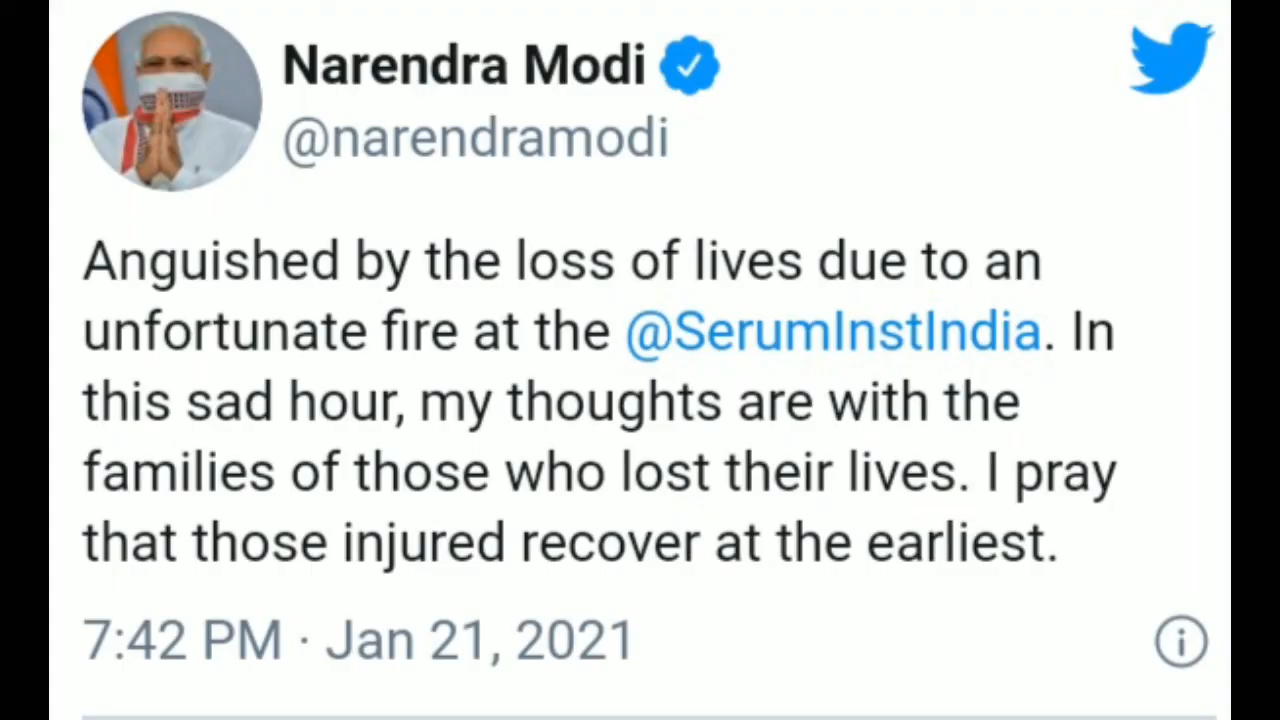 Narendra Modi
@narendramodi
Anguished by the loss of lives due to an
unfortunate fire at the @SerumInstIndia. In
this sad hour, my thoughts are with the
families of those who lost their lives. I pray
that those injured recover at the earliest.
7:42 PM · Jan 21, 2021